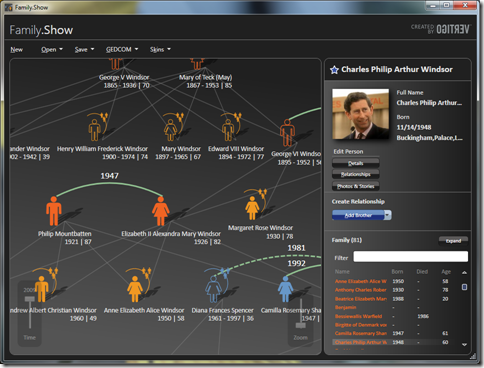 Family.Show
Family.Show
CREATED BY VERTIGO
New Open Save GEDCOM Skins
George V Windsor
1865 - 1936 | 70
Mary of Teck (May)
1867 - 1953 | 85
ander Windsor
002 - 1942 | 39
Henry William Frederick Windsor
1900 - 1974 | 74
Mary Windsor
1897 - 1965 | 67
Edward VIII Windsor
1894 - 1972 | 77
George VI Windsor
1895 - 1952 | 56
1947
Philip Mountbatten
1921 | 87
Elizabeth II Alexandra Mary Windsor
1926 | 82
Margaret Rose Windsor
1930 | 78
1981
1992
ndrew Albert Christian Windsor
1960 | 49
Anne Elizabeth Alice Windsor
1950 | 58
Diana Frances Spencer
1961 - 1997 | 36
Camilla Rosemary Shan
1947
Time
Zoom
Charles Philip Arthur Windsor
Full Name
Charles Philip Arthur...
Born
11/14/1948
Buckingham,Palace,L...
Edit Person
Details
Relationships
Photos & Stories
Create Relationship
Add Brother
Family (81)
Expand
Filter
Name Born Died Age
Anne Elizabeth Alice W 1950 - 58
Anthony Charles Rober 1930 - 78
Beatrice Elizabeth Mar 1988 - 20
Benjamin - -
Bessiewallis Warfield - 1986
Brigitte of Denmark -
Camilla Rosemary Shan 1947 - 61
Charles Philip Arthur W 1948 - 60